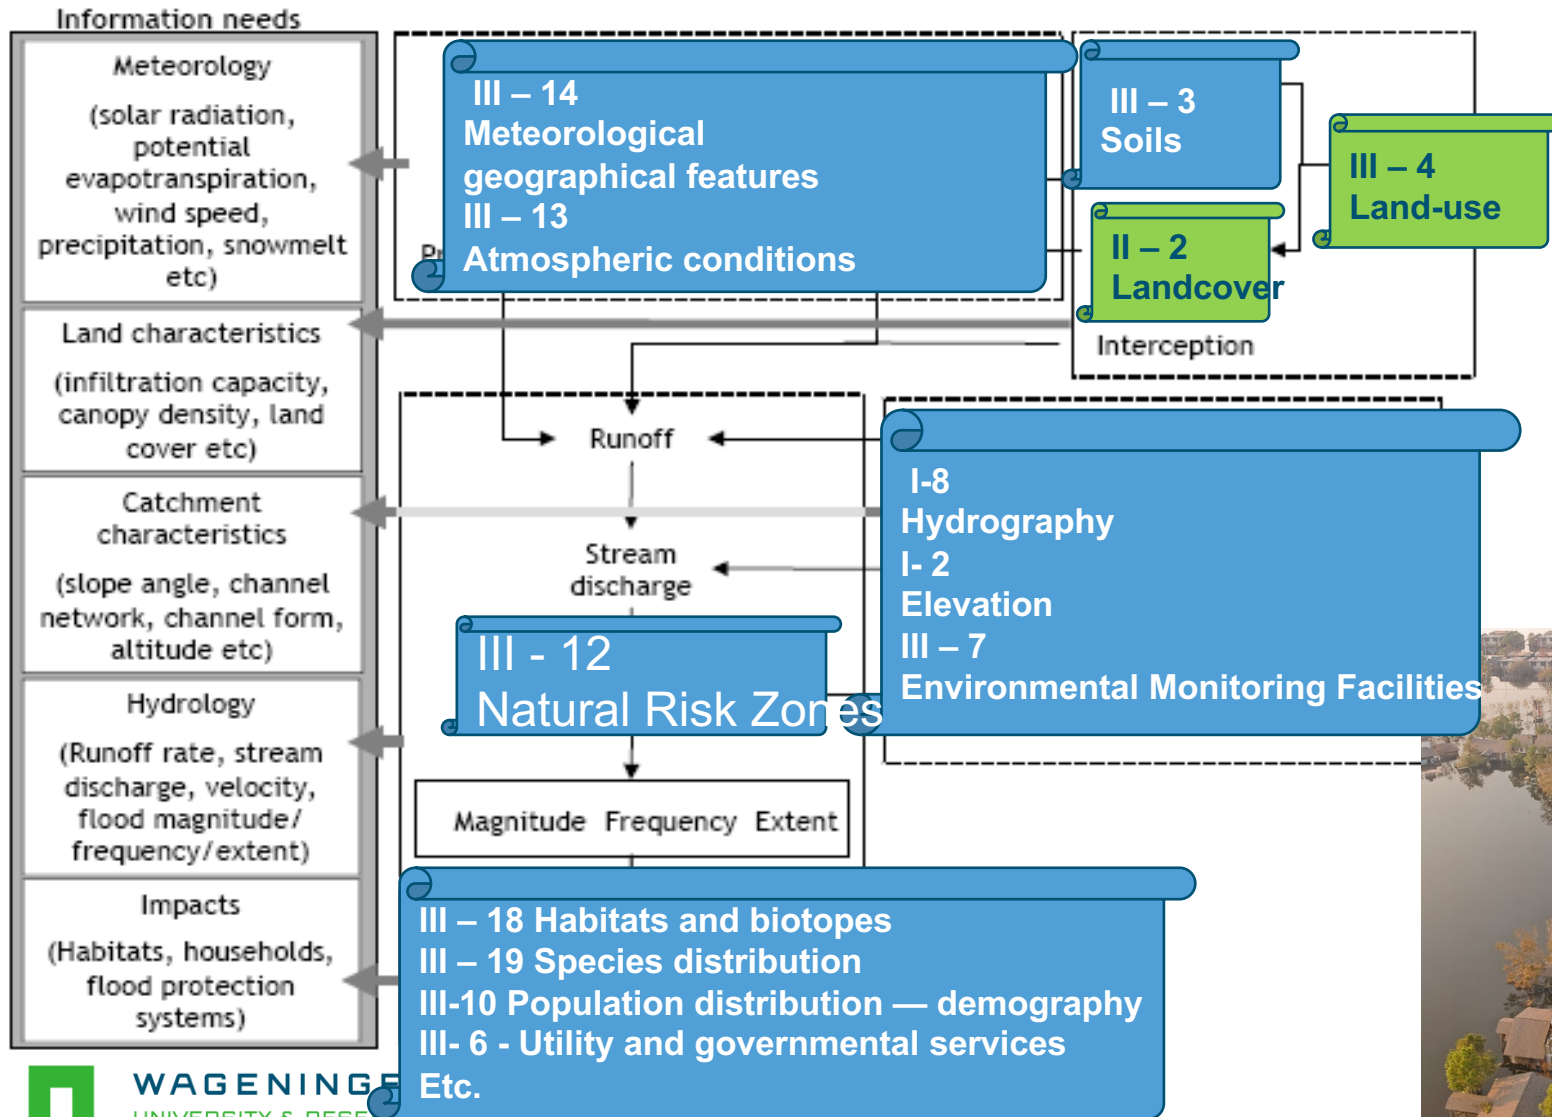 Information needs
Meteorology
(solar radiation,
potential
evapotranspiration,
wind speed,
precipitation, snowmelt
etc)
Land characteristics
(infiltration capacity,
canopy density, land
cover etc)
Catchment
characteristics
(slope angle, channel
network, channel form,
altitude etc)
Hydrology
(Runoff rate, stream
discharge, velocity,
flood magnitude/
frequency/extent)
Impacts
(Habitats, households,
flood protection
systems)
III – 14
Meteorological
geographical features
III – 13
Atmospheric conditions
III – 3
Soils
III – 4
Land-use
II – 2
Landcover
Interception
Runoff
Stream
discharge
I-8
Hydrography
I- 2
Elevation
III – 7
Environmental Monitoring Facilities
III - 12
Natural Risk Zones
Magnitude Frequency Extent
III – 18 Habitats and biotopes
III – 19 Species distribution
III-10 Population distribution — demography
III- 6 - Utility and governmental services
Etc.